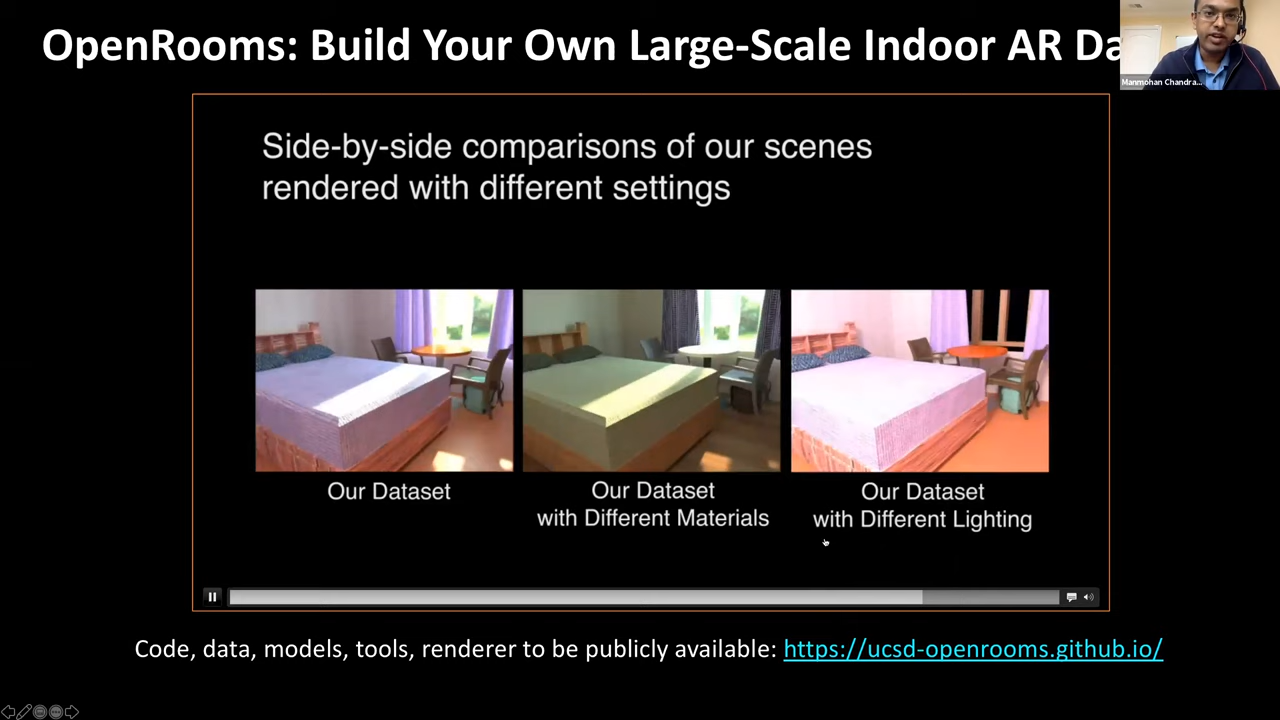 OpenRooms: Build Your Own Large-Scale Indoor AR Da
Manmohan Chandra...
Side-by-side comparisons of our scenes
rendered with different settings
Our Dataset
Our Dataset
with Different Materials
Our Dataset
with Different Lighting
Code, data, models, tools, renderer to be publicly available: https://ucsd-openrooms.github.io/